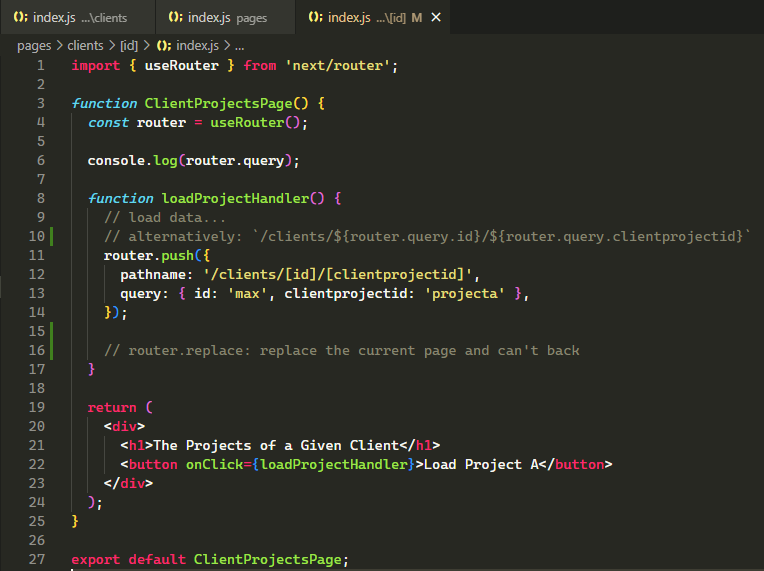 index.js ...\clients index.js pages index.js ...\[id] M ×
pages > clients > [id] > index.js > ...
1 import { useRouter } from 'next/router';
2
3 function ClientProjectsPage() {
4 const router = useRouter();
5
6 console.log(router.query);
7
8 function loadProjectHandler() {
9 // load data...
10 // alternatively: `/clients/${router.query.id}/${router.query.clientprojectid}`
11 router.push({
12 pathname: '/clients/[id]/[clientprojectid]',
13 query: { id: 'max', clientprojectid: 'projecta' },
14 });
15
16 // router.replace: replace the current page and can't back
17 }
18
19 return (
20 <div>
21 <h1>The Projects of a Given Client</h1>
22 <button onClick={loadProjectHandler}>Load Project A</button>
23 </div>
24 );
25 }
26
27 export default ClientProjectsPage;